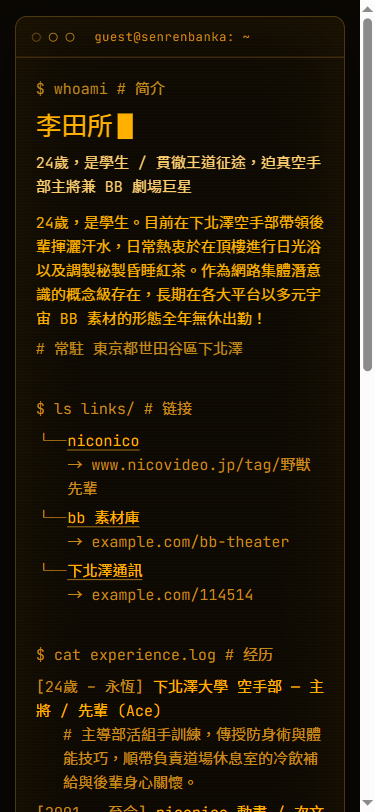 guest@senrenbanka: ~
$ whoami # 简介
李田所
24歲，是學生 / 貫徹王道征途，迫真空手
部主將兼 BB 劇場巨星
24歲，是學生。目前在下北澤空手部帶領後
輩揮灑汗水，日常熱衷於在頂樓進行日光浴
以及調製秘製昏睡紅茶。作為網路集體潛意
識的概念級存在，長期在各大平台以多元宇
宙 BB 素材的形態全年無休出勤！
# 常駐 東京都世田谷區下北澤
$ ls links/ # 链接
└──niconico
→ www.nicovideo.jp/tag/野獸
先輩
└──bb 素材庫
→ example.com/bb-theater
└──下北澤通訊
→ example.com/114514
$ cat experience.log # 经历
[24歲 – 永恆] 下北澤大學 空手部 — 主
將 / 先輩 (Ace)
# 主導部活組手訓練，傳授防身術與體
能技巧，順帶負責道場休息室的冷飲補
給與後輩身心關懷。
[2001 – 至今] niconico 動畫 / 次文